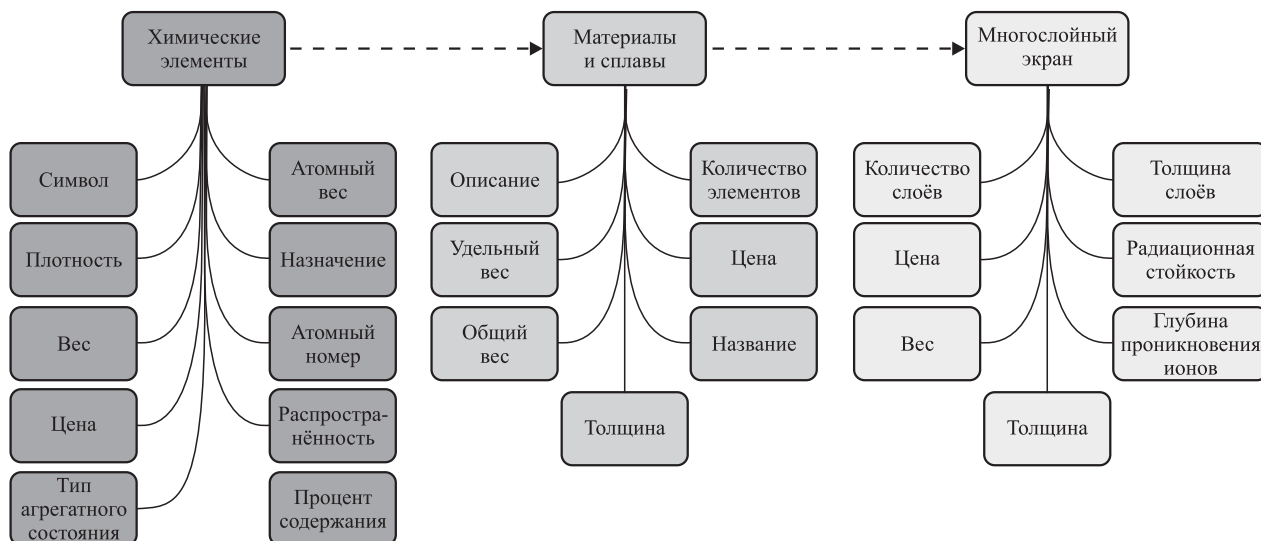 Химические
элементы
Материалы
и сплавы
Многослойный
экран
Символ
Атомный
вес
Описание
Количество
элементов
Количество
слоёв
Толщина
слоёв
Плотность
Назначение
Удельный
вес
Цена
Цена
Радиационная
стойкость
Вес
Атомный
номер
Общий
вес
Название
Вес
Глубина
проникновения
ионов
Цена
Распростра-
нённость
Толщина
Толщина
Тип
агрегатного
состояния
Процент
содержания